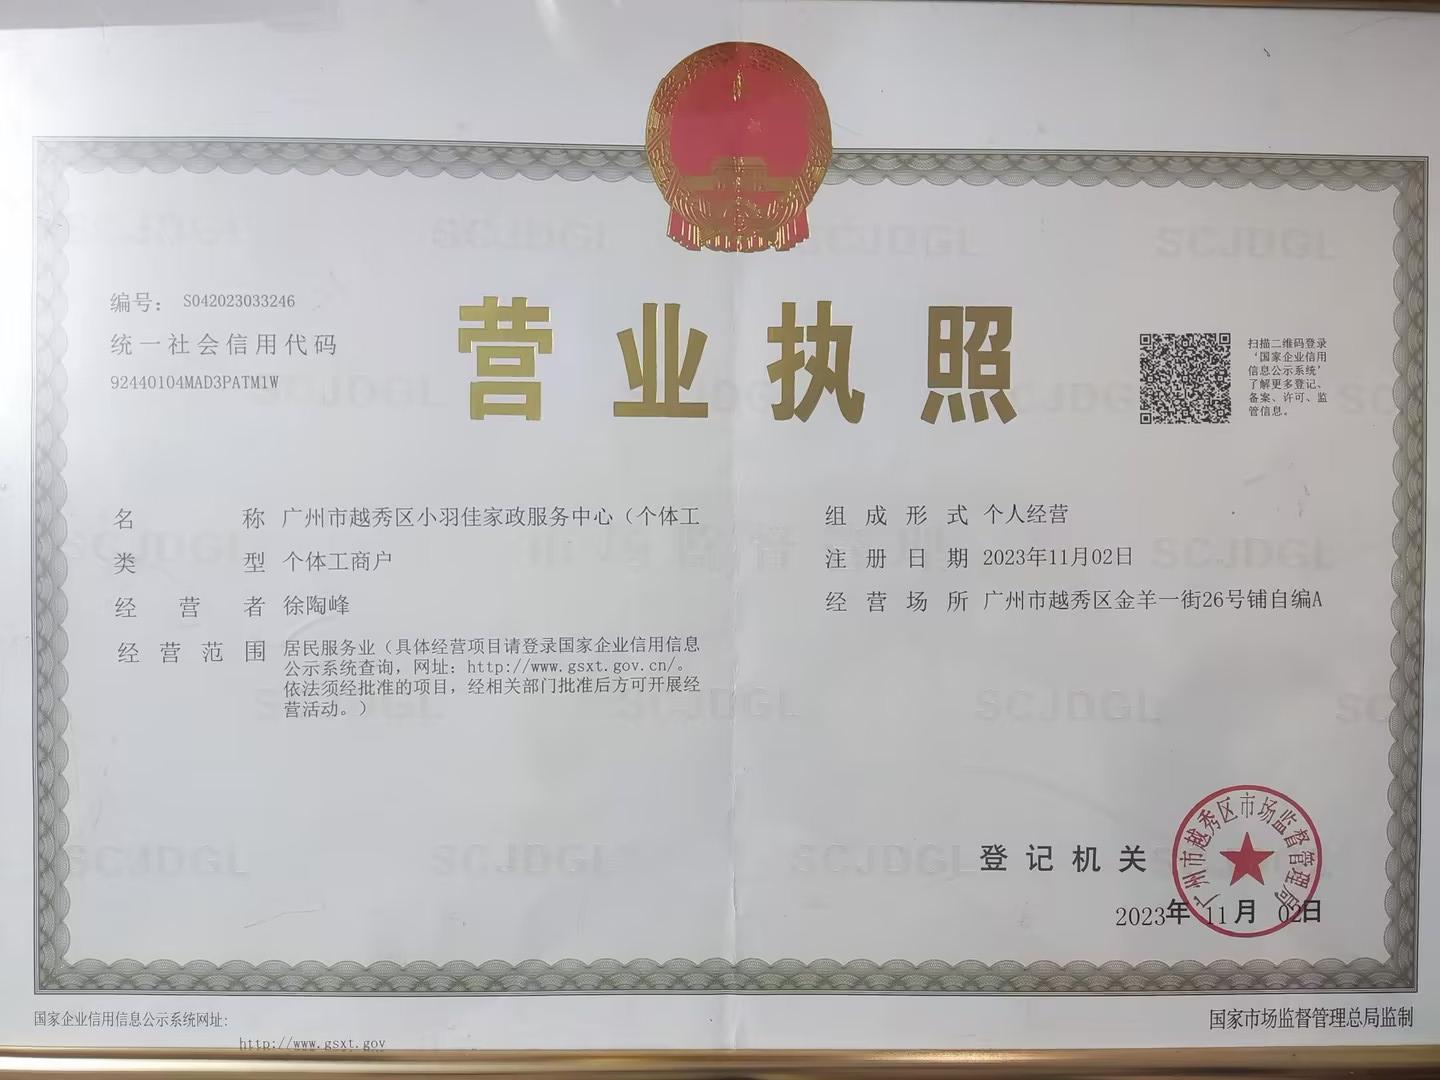 编号： S042023033246
统一社会信用代码
92440104MAD3PATM1W
营业执照
扫描二维码登录
‘国家企业信用
信息公示系统’
了解更多登记、
备案、许可、监
管信息。
名称 广州市越秀区小羽佳家政服务中心（个体工
类型 个体工商户
经营者 徐陶峰
经营范围 居民服务业（具体经营项目请登录国家企业信用信息
公示系统查询，网址：http://www.gsxt.gov.cn/。
依法须经批准的项目，经相关部门批准后方可开展经
营活动。）
组成形式 个人经营
注册日期 2023年11月02日
经营场所 广州市越秀区金羊一街26号铺自编A
登记机关
广州市越秀区市场监督管理局
2023年11月02日
国家企业信用信息公示系统网址：
http://www.gsxt.gov
国家市场监督管理总局监制
SCJDGL